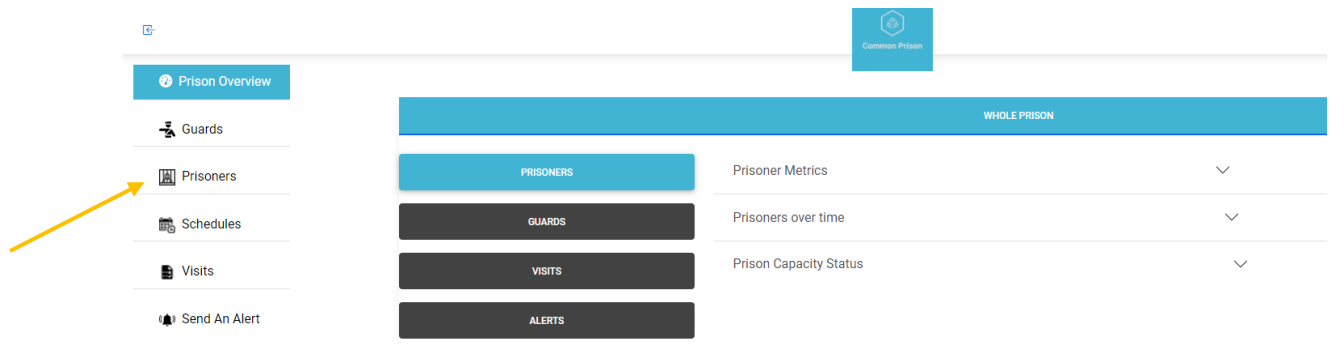 Common Prison
Prison Overview
Guards
Prisoners
Schedules
Visits
Send An Alert
WHOLE PRISON
PRISONERS
GUARDS
VISITS
ALERTS
Prisoner Metrics
Prisoners over time
Prison Capacity Status